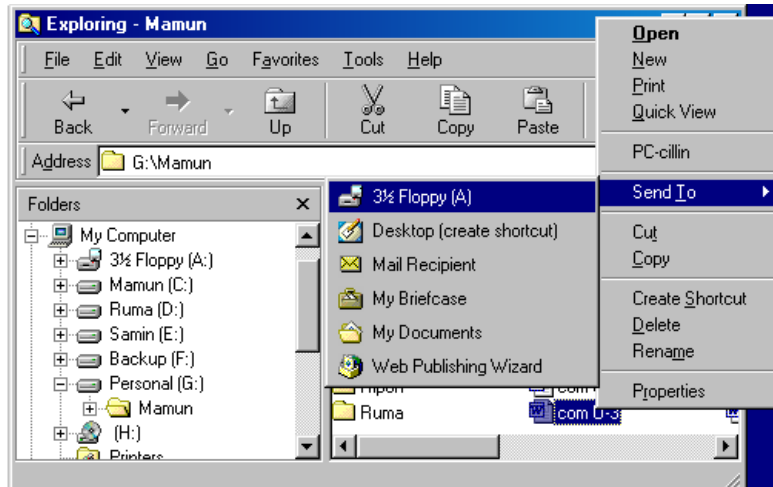 Exploring - Mamun
File Edit View Go Favorites Tools Help
Back Forward Up Cut Copy Paste
Address G:\Mamun
Folders
My Computer
3½ Floppy (A:)
Mamun (C:)
Ruma (D:)
Samin (E:)
Backup (F:)
Personal (G:)
Mamun
(H:)
Printers
3½ Floppy (A)
Desktop (create shortcut)
Mail Recipient
My Briefcase
My Documents
Web Publishing Wizard
Ruma
com
Open
New
Print
Quick View
PC-cillin
Send To
Cut
Copy
Create Shortcut
Delete
Rename
Properties